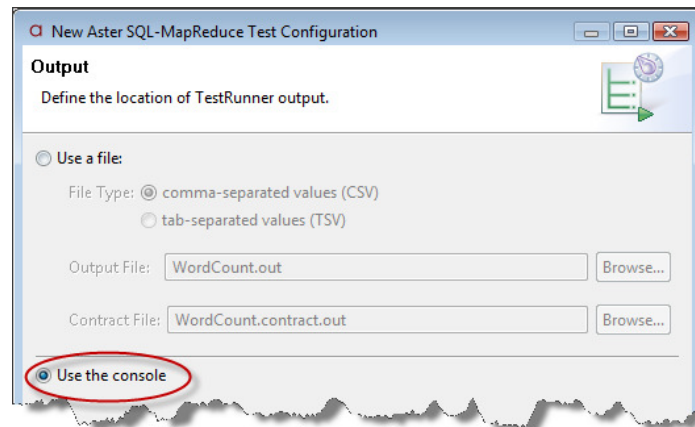 New Aster SQL-MapReduce Test Configuration
Output
Define the location of TestRunner output.
Use a file:
File Type: comma-separated values (CSV)
tab-separated values (TSV)
Output File: WordCount.out Browse...
Contract File: WordCount.contract.out Browse...
Use the console